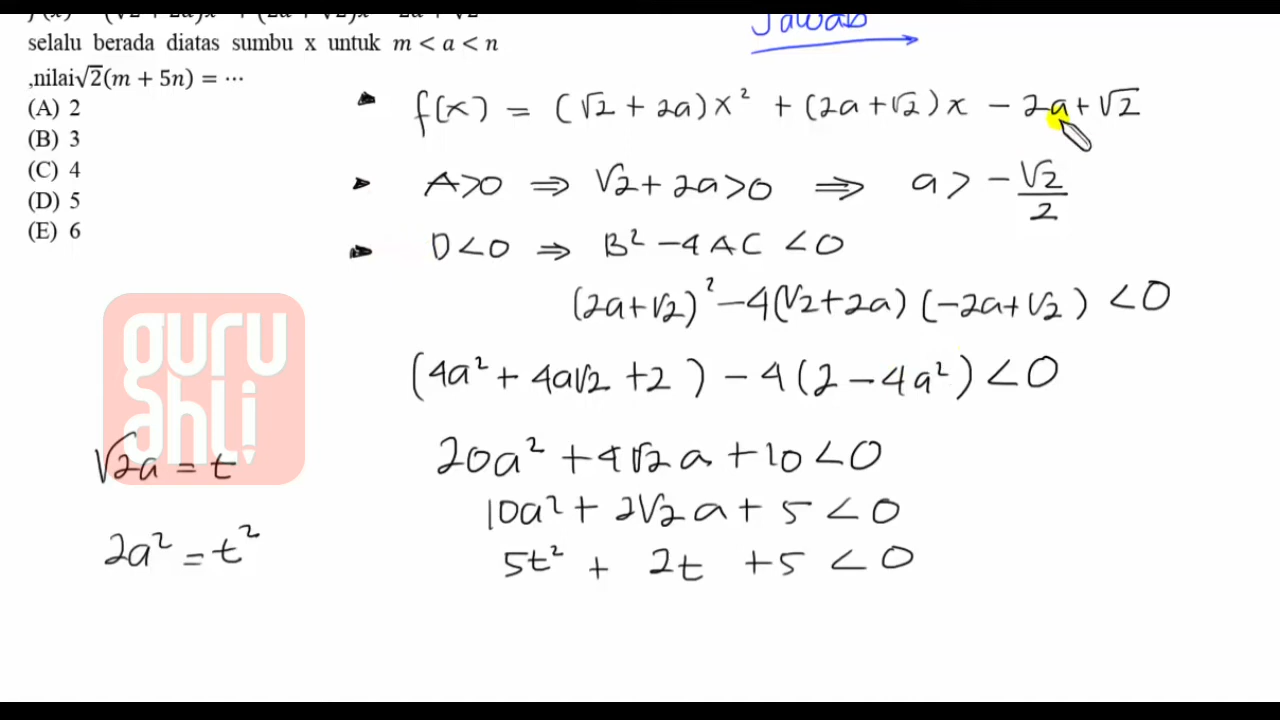 selalu berada diatas sumbu x untuk m < a < n
,nilai√2(m + 5n) = ⋯
(A) 2
(B) 3
(C) 4
(D) 5
(E) 6
Jawab
f(x) = (√2 + 2a)x² + (2a+√2)x − 2a+√2
A>0 ⟹ √2+ 2a>0 ⟹ a > −√2/2
D<0 ⟹ B² − 4AC <0
(2a+√2)² −4(√2+2a) (−2a+√2) <0
(4a² + 4a√2 +2) − 4(2 − 4a²) <0
20a² +4√2a +10 <0
10a² + 2√2a + 5 <0
5t² + 2t +5 <0
guru
ahli
√2a = t
2a² = t²